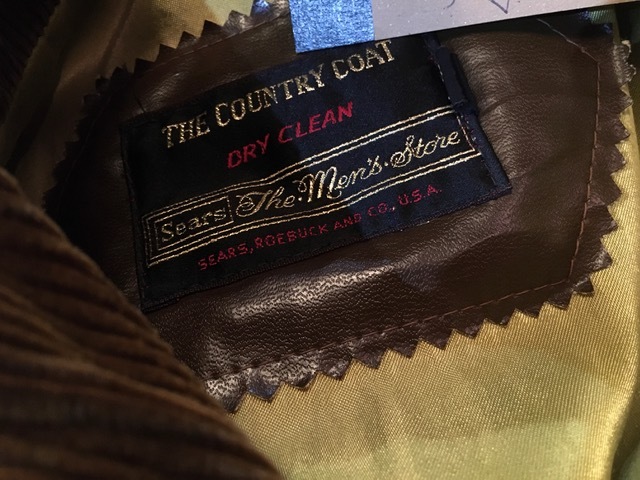 THE COUNTRY COAT
DRY CLEAN
Sears The·Men's·Store
SEARS, ROEBUCK AND CO., U.S.A.